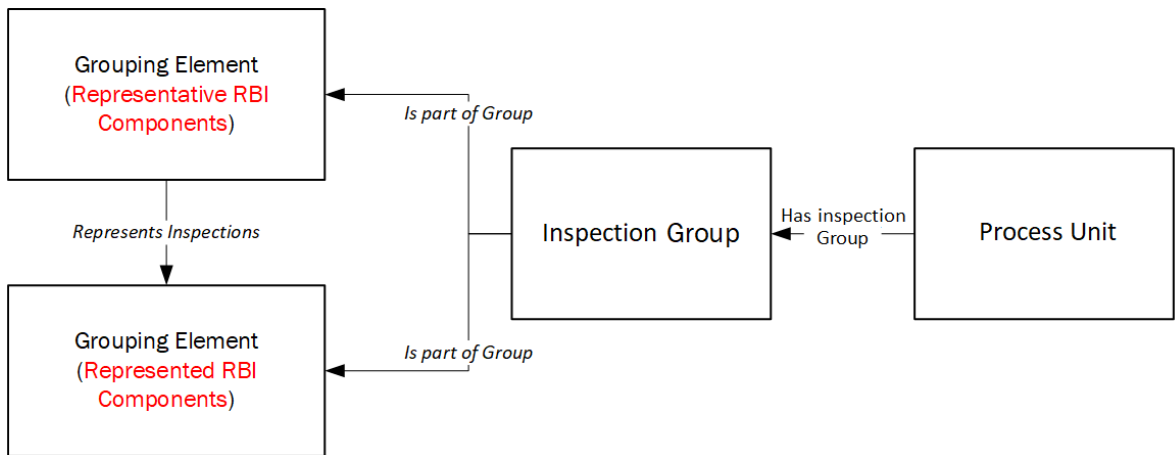 Grouping Element
(Representative RBI
Components)
Is part of Group
Represents Inspections
Inspection Group
Has inspection
Group
Process Unit
Grouping Element
(Represented RBI
Components)
Is part of Group